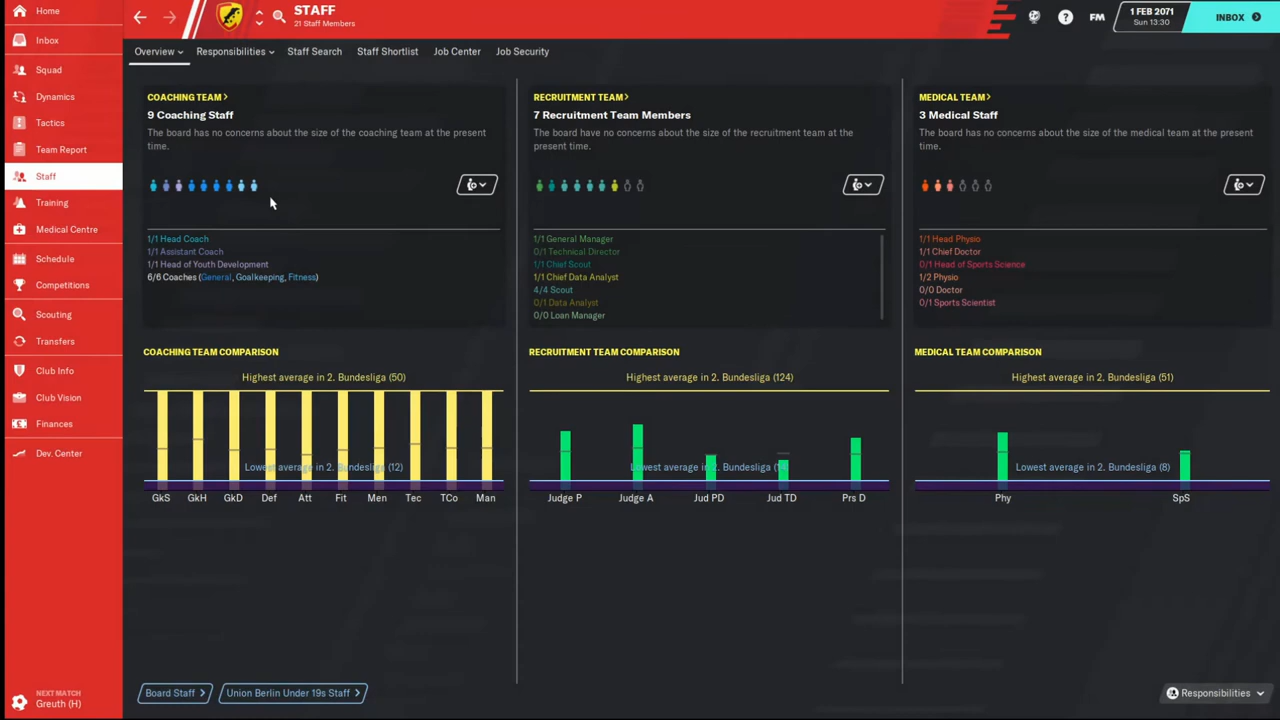 Home
Inbox
Squad
Dynamics
Tactics
Team Report
Staff
Training
Medical Centre
Schedule
Competitions
Scouting
Transfers
Club Info
Club Vision
Finances
Dev. Center
NEXT MATCH
Greuth (H)
STAFF
21 Staff Members
?
FM
1 FEB 2071
Sun 13:30
INBOX
Overview
Responsibilities
Staff Search
Staff Shortlist
Job Center
Job Security
COACHING TEAM
9 Coaching Staff
The board has no concerns about the size of the coaching team at the present
time.
1/1 Head Coach
1/1 Assistant Coach
1/1 Head of Youth Development
6/6 Coaches (General, Goalkeeping, Fitness)
COACHING TEAM COMPARISON
Highest average in 2. Bundesliga (50)
Lowest average in 2. Bundesliga (12)
GkS GkH GkD Def Att Fit Men Tec TCo Man
RECRUITMENT TEAM
7 Recruitment Team Members
The board have no concerns about the size of the recruitment team at the
present time.
1/1 General Manager
0/1 Technical Director
1/1 Chief Scout
1/1 Chief Data Analyst
4/4 Scout
0/1 Data Analyst
0/0 Loan Manager
RECRUITMENT TEAM COMPARISON
Highest average in 2. Bundesliga (124)
Lowest average in 2. Bundesliga
Judge P Judge A Jud PD Jud TD Prs D
MEDICAL TEAM
3 Medical Staff
The board has no concerns about the size of the medical team at the present
time.
1/1 Head Physio
1/1 Chief Doctor
0/1 Head of Sports Science
1/2 Physio
0/0 Doctor
0/1 Sports Scientist
MEDICAL TEAM COMPARISON
Highest average in 2. Bundesliga (51)
Lowest average in 2. Bundesliga (8)
Phy SpS
Board Staff
Union Berlin Under 19s Staff
Responsibilities